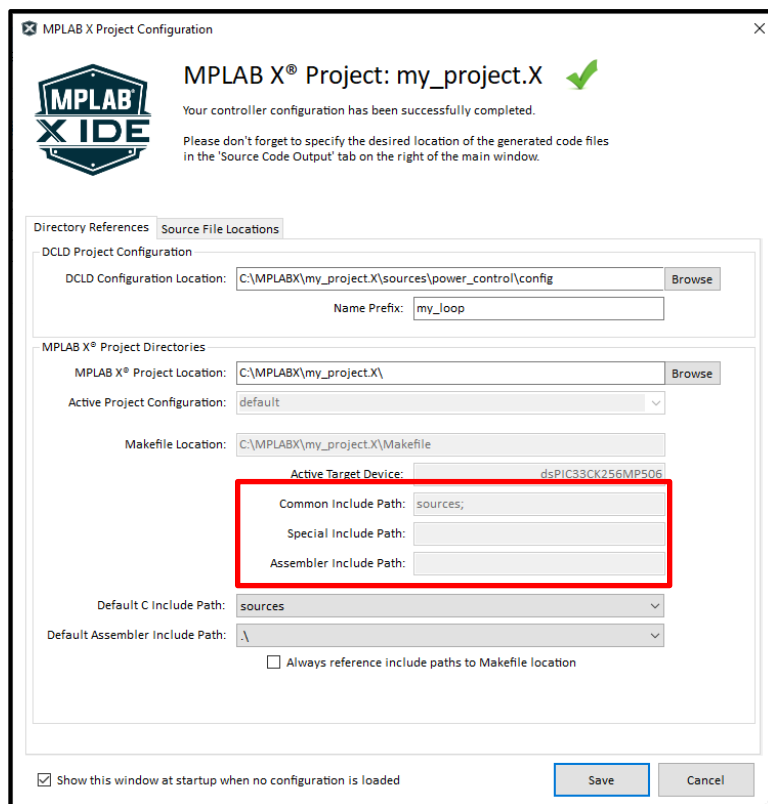 MPLAB X Project Configuration
MPLAB®
X IDE
MPLAB X® Project: my_project.X
Your controller configuration has been successfully completed.
Please don't forget to specify the desired location of the generated code files
in the 'Source Code Output' tab on the right of the main window.
Directory References
Source File Locations
DCLD Project Configuration
DCLD Configuration Location: C:\MPLABX\my_project.X\sources\power_control\config Browse
Name Prefix: my_loop
MPLAB X® Project Directories
MPLAB X® Project Location: C:\MPLABX\my_project.X\ Browse
Active Project Configuration: default
Makefile Location: C:\MPLABX\my_project.X\Makefile
Active Target Device: dsPIC33CK256MP506
Common Include Path: sources;
Special Include Path:
Assembler Include Path:
Default C Include Path: sources
Default Assembler Include Path: .\
Always reference include paths to Makefile location
Show this window at startup when no configuration is loaded
Save
Cancel